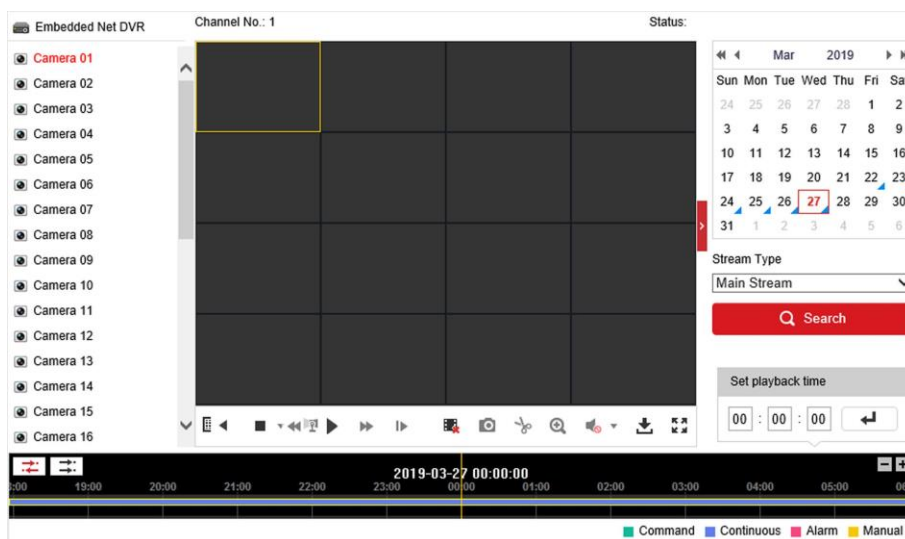 Embedded Net DVR
Channel No.: 1
Status:
Camera 01
Camera 02
Camera 03
Camera 04
Camera 05
Camera 06
Camera 07
Camera 08
Camera 09
Camera 10
Camera 11
Camera 12
Camera 13
Camera 14
Camera 15
Camera 16
Mar 2019
Sun Mon Tue Wed Thu Fri Sa
24 25 26 27 28 1 2
3 4 5 6 7 8 9
10 11 12 13 14 15 16
17 18 19 20 21 22 23
24 25 26 27 28 29 30
31 1 2 3 4 5 6
Stream Type
Main Stream
Search
Set playback time
00 : 00 : 00
2019-03-27 00:00:00
:00 19:00 20:00 21:00 22:00 23:00 00:00 01:00 02:00 03:00 04:00 05:00 06
Command Continuous Alarm Manual